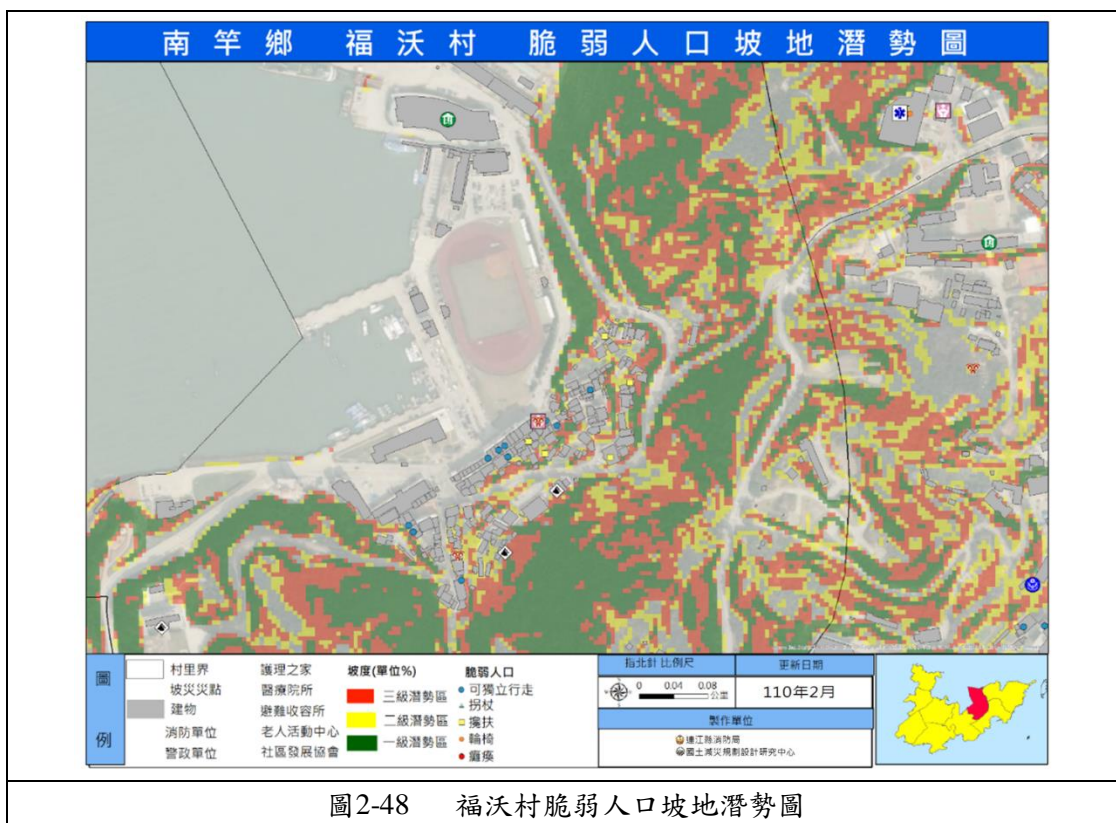 南竿鄉 福沃村 脆弱人口坡地潛勢圖
圖例
村里界
坡災災點
建物
消防單位
警政單位
護理之家
醫療院所
避難收容所
老人活動中心
社區發展協會
坡度(單位%)
三級潛勢區
二級潛勢區
一級潛勢區
脆弱人口
可獨立行走
拐杖
攙扶
輪椅
癱瘓
指北針 比例尺
0 0.04 0.08
公里
更新日期
110年2月
製作單位
連江縣消防局
國土減災規劃設計研究中心
圖2-48 福沃村脆弱人口坡地潛勢圖